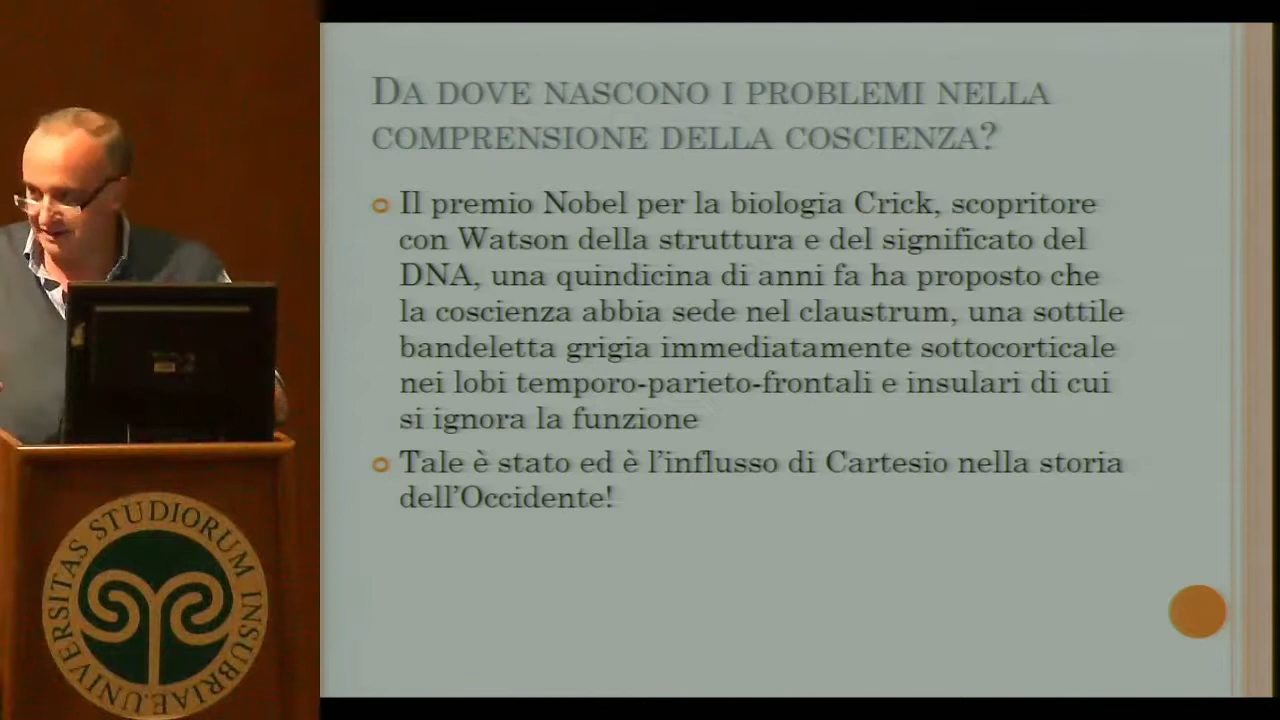 DA DOVE NASCONO I PROBLEMI NELLA
COMPRENSIONE DELLA COSCIENZA?
Il premio Nobel per la biologia Crick, scopritore
con Watson della struttura e del significato del
DNA, una quindicina di anni fa ha proposto che
la coscienza abbia sede nel claustrum, una sottile
bandeletta grigia immediatamente sottocorticale
nei lobi temporo-parieto-frontali e insulari di cui
si ignora la funzione
Tale è stato ed è l'influsso di Cartesio nella storia
dell'Occidente!
UNIVERSITAS STUDIORUM INSUBRIAE